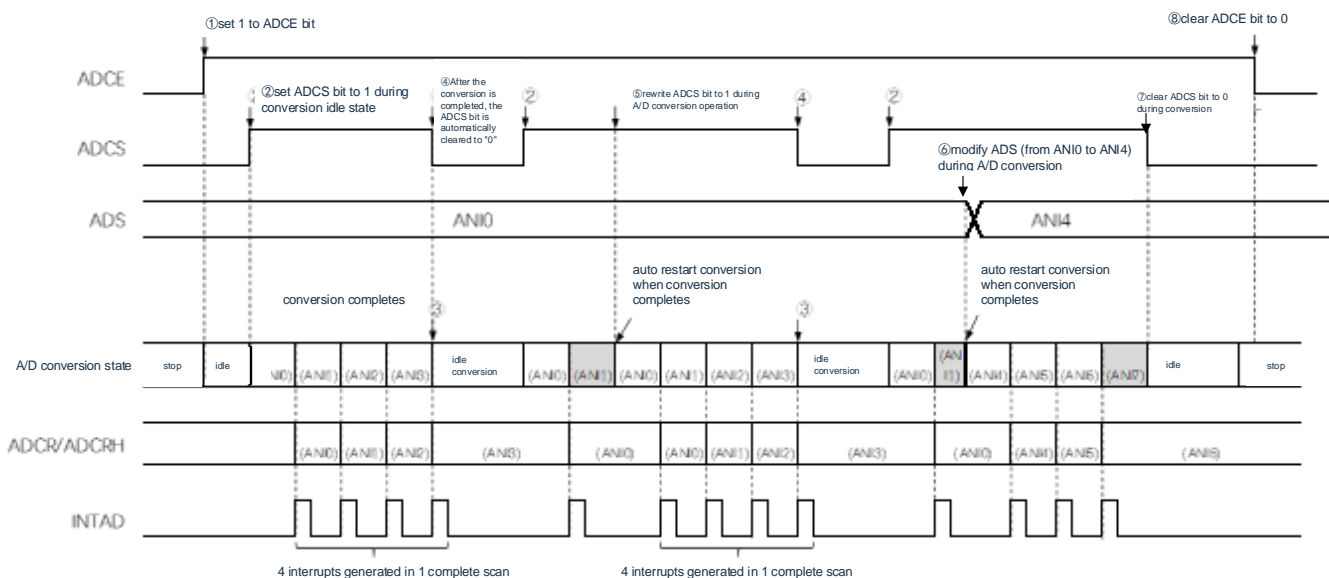 ①set 1 to ADCE bit
⑧clear ADCE bit to 0
ADCE
②set ADCS bit to 1 during
conversion idle state
④After the
conversion is
completed, the
ADCS bit is
automatically
cleared to "0"
②
⑤rewrite ADCS bit to 1 during
A/D conversion operation
④
②
⑦clear ADCS bit to 0
during conversion
ADCS
⑥modify ADS (from ANI0 to ANI4)
during A/D conversion
ADS
ANI0
ANI4
conversion completes
③
auto restart conversion
when conversion
completes
③
auto restart conversion
when conversion
completes
A/D conversion state
stop
idle
(ANI1)
(ANI2)
(ANI3)
idle
conversion
(ANI0)
(ANI1)
(ANI0)
(ANI1)
(ANI2)
(ANI3)
idle
conversion
(ANI0)
(ANI4)
(ANI5)
(ANI6)
(ANI7)
idle
stop
ADCR/ADCRH
(ANI0)
(ANI1)
(ANI2)
(ANI3)
(ANI0)
(ANI0)
(ANI1)
(ANI2)
(ANI3)
(ANI0)
(ANI4)
(ANI5)
(ANI6)
INTAD
4 interrupts generated in 1 complete scan
4 interrupts generated in 1 complete scan